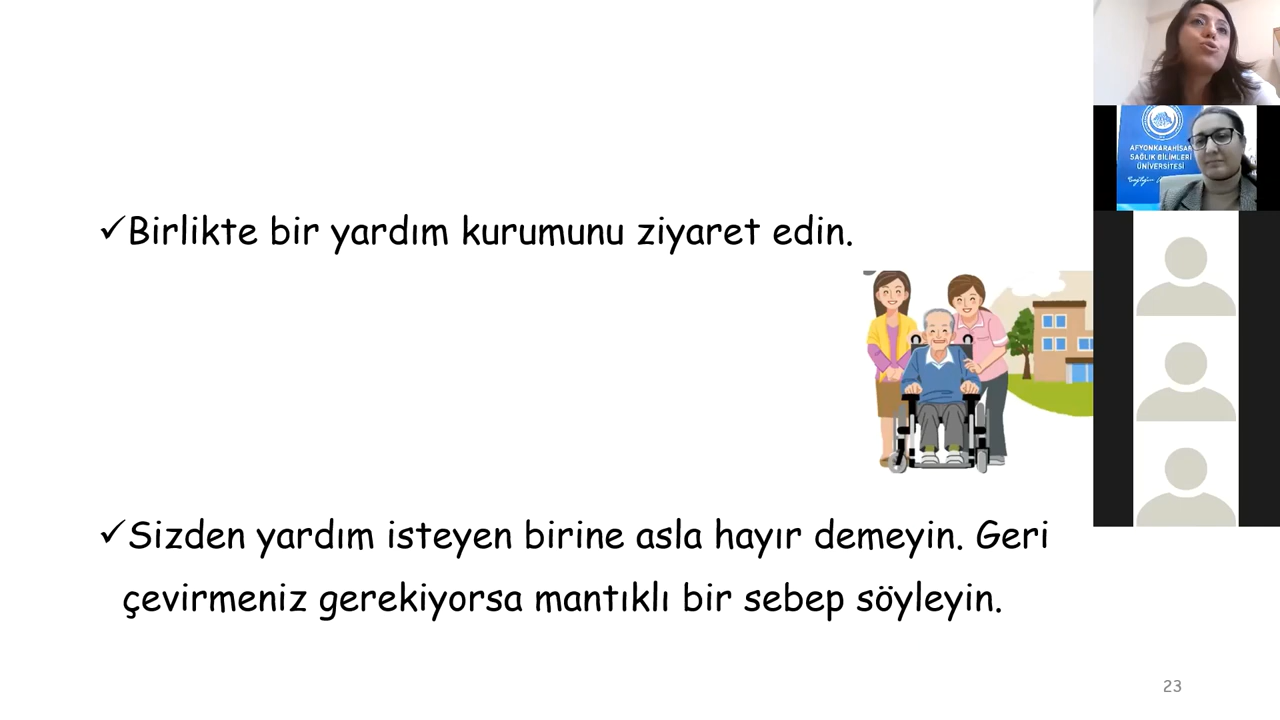 ✓Birlikte bir yardım kurumunu ziyaret edin.
✓Sizden yardım isteyen birine asla hayır demeyin. Geri
çevirmeniz gerekiyorsa mantıklı bir sebep söyleyin.
AFYONKARAHİSAR
SAĞLIK BİLİMLERİ
ÜNİVERSİTESİ
23